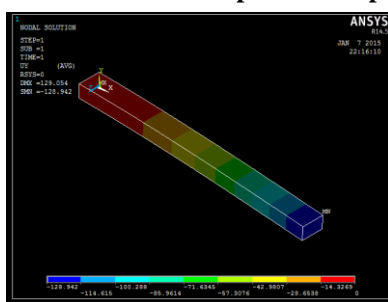 1
NODAL SOLUTION
STEP=1
SUB =1
TIME=1
UY (AVG)
RSYS=0
DMX =129.054
SMN =-128.942
ANSYS
R14.5
JAN 7 2015
22:16:10
Y
MX
Z X
MN
-128.942 -100.288 -71.6345 -42.9807 -14.3269
-114.615 -85.9614 -57.3076 -28.6538 0